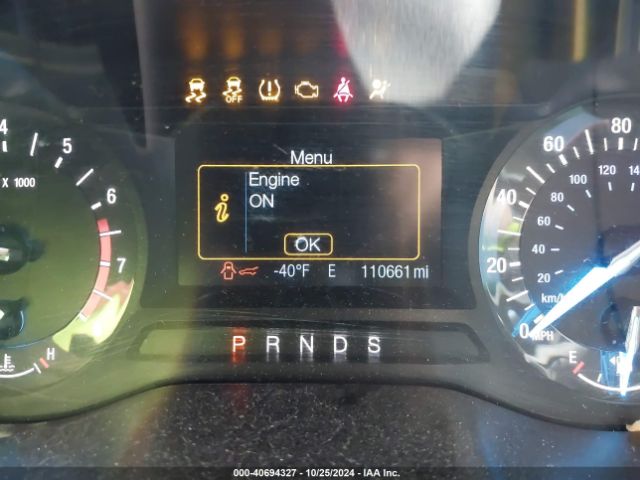 OFF
4
5
6
7
X 1000
H
Menu
Engine
ON
OK
-40°F E 110661 mi
P R N D S
0
20
40
60
80
20
40
60
80
100
120
km/
MPH
E
000-40694327 - 10/25/2024 - IAA Inc.